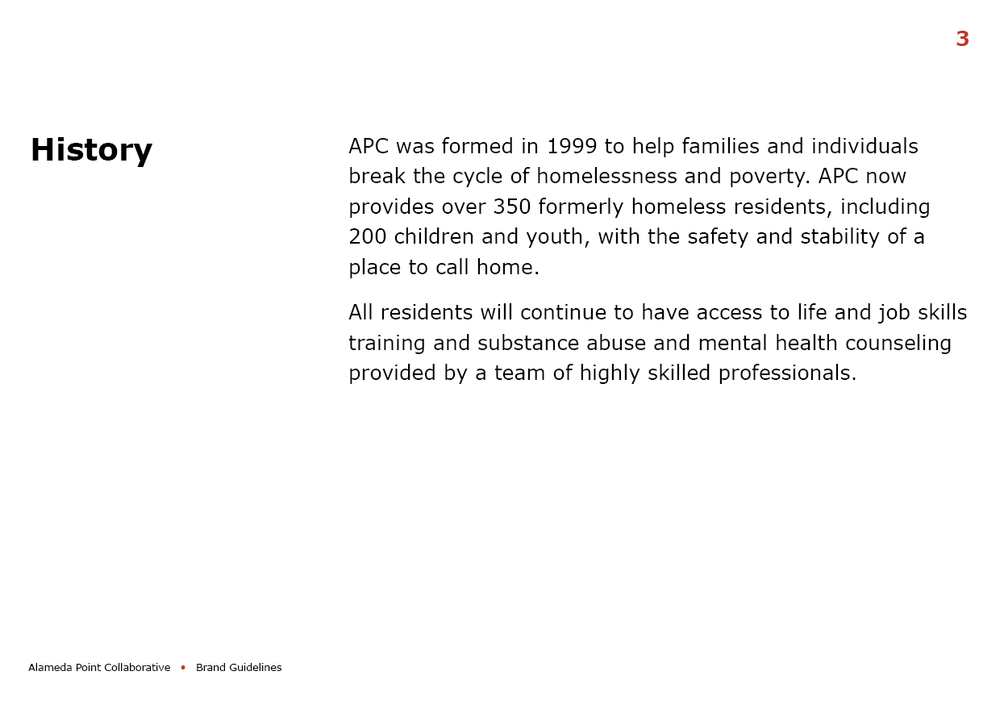 3
History
APC was formed in 1999 to help families and individuals
break the cycle of homelessness and poverty. APC now
provides over 350 formerly homeless residents, including
200 children and youth, with the safety and stability of a
place to call home.
All residents will continue to have access to life and job skills
training and substance abuse and mental health counseling
provided by a team of highly skilled professionals.
Alameda Point Collaborative • Brand Guidelines